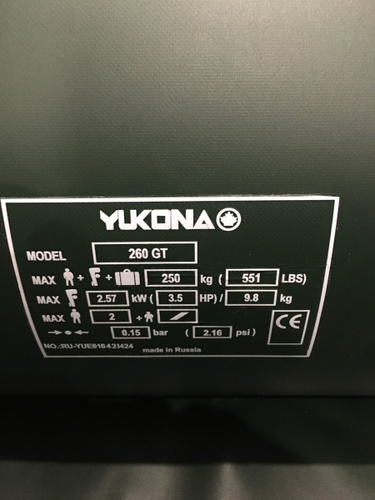 YUKONA
MODEL 260 GT
MAX + + 250 kg ( 551 LBS)
MAX 2.57 kW ( 3.5 HP) / 9.8 kg
MAX 2 +
0.15 bar ( 2.16 psi)
CE
made in Russia